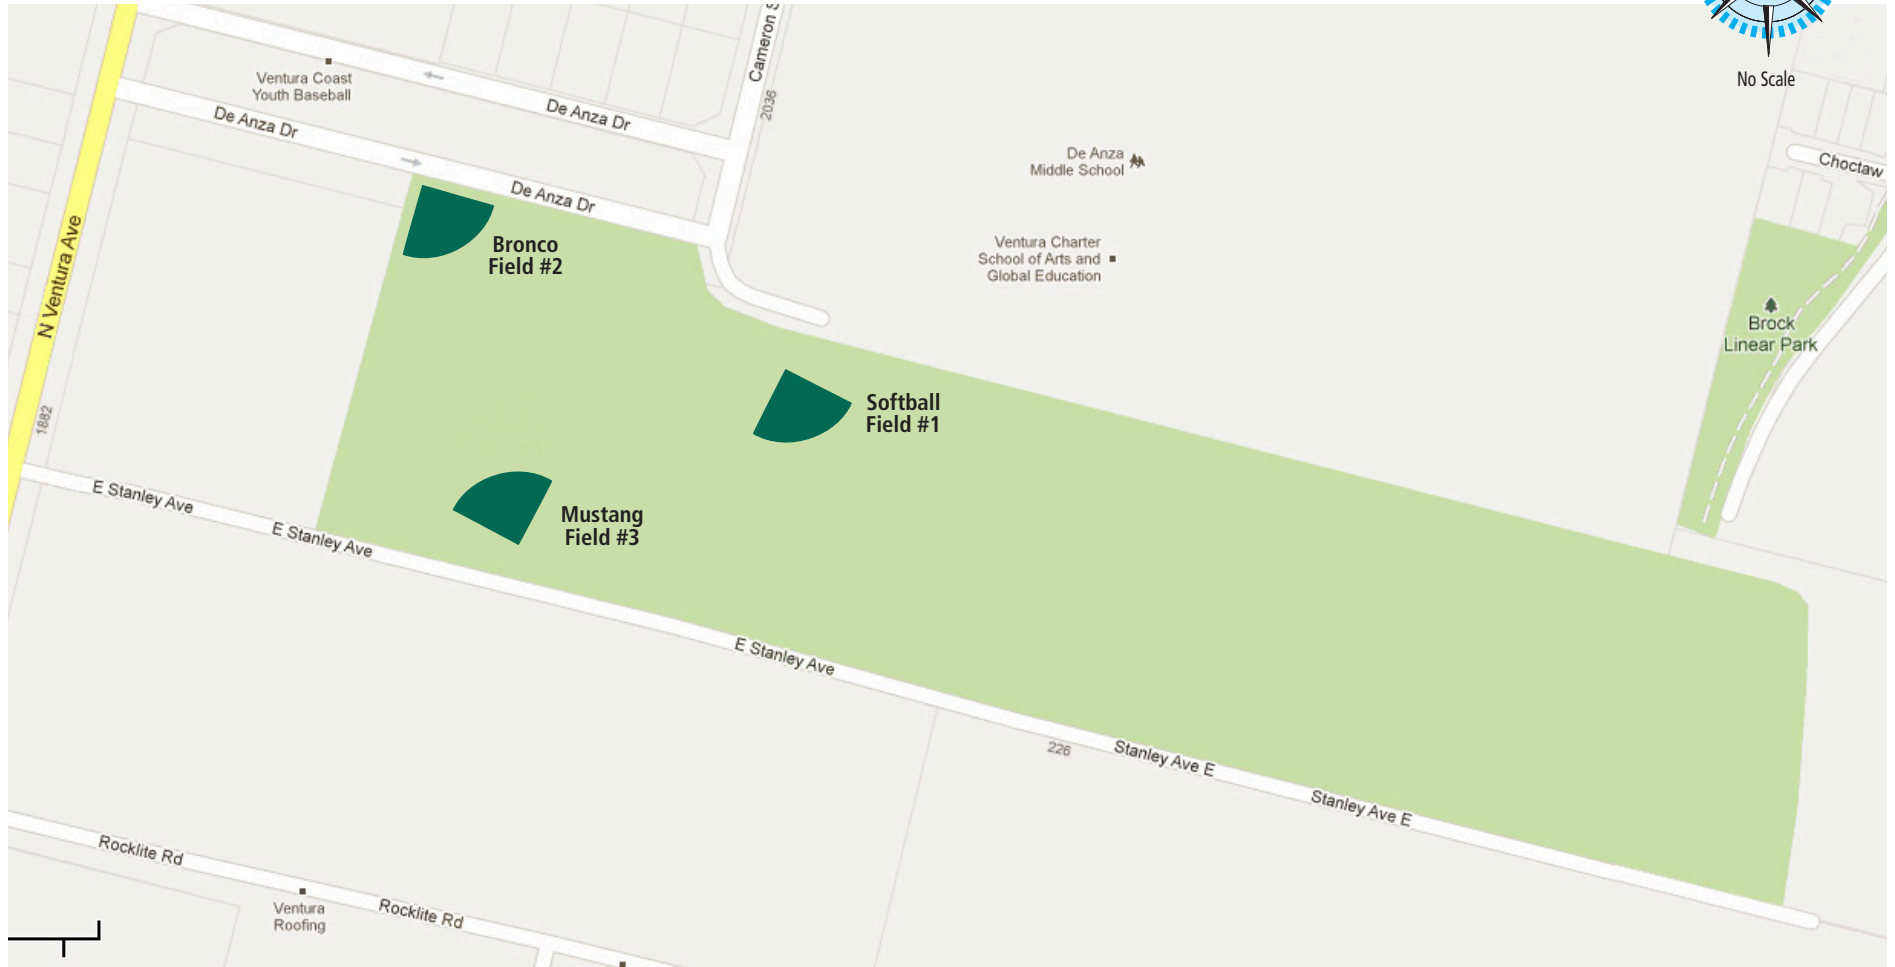 No Scale
Cameron S
2036
Ventura Coast
Youth Baseball
De Anza Dr
De Anza Dr
De Anza Dr
De Anza
Middle School
Choctaw
Bronco
Field #2
Ventura Charter
School of Arts and
Global Education
N Ventura Ave
Brock
Linear Park
1882
Softball
Field #1
E Stanley Ave
E Stanley Ave
Mustang
Field #3
E Stanley Ave
226
Stanley Ave E
Stanley Ave E
Rocklite Rd
Rocklite Rd
Ventura
Roofing